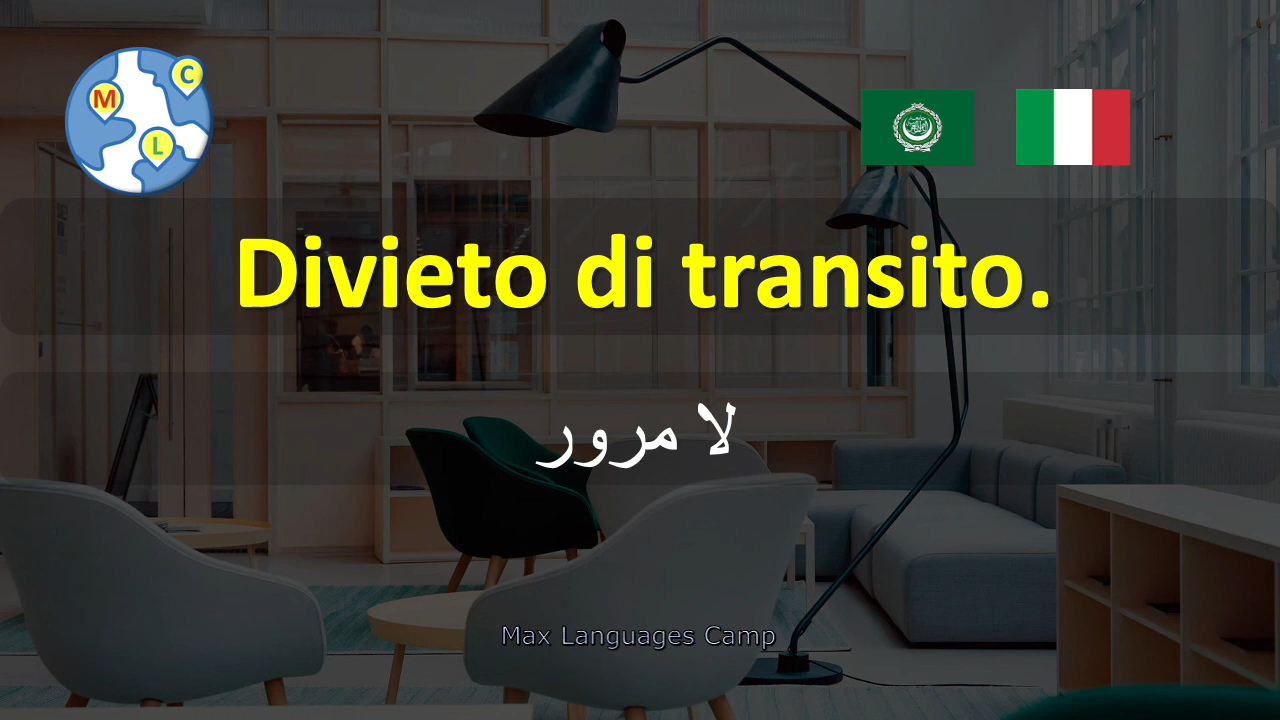 M
C
L
Divieto di transito.
لا مرور
Max Languages Camp